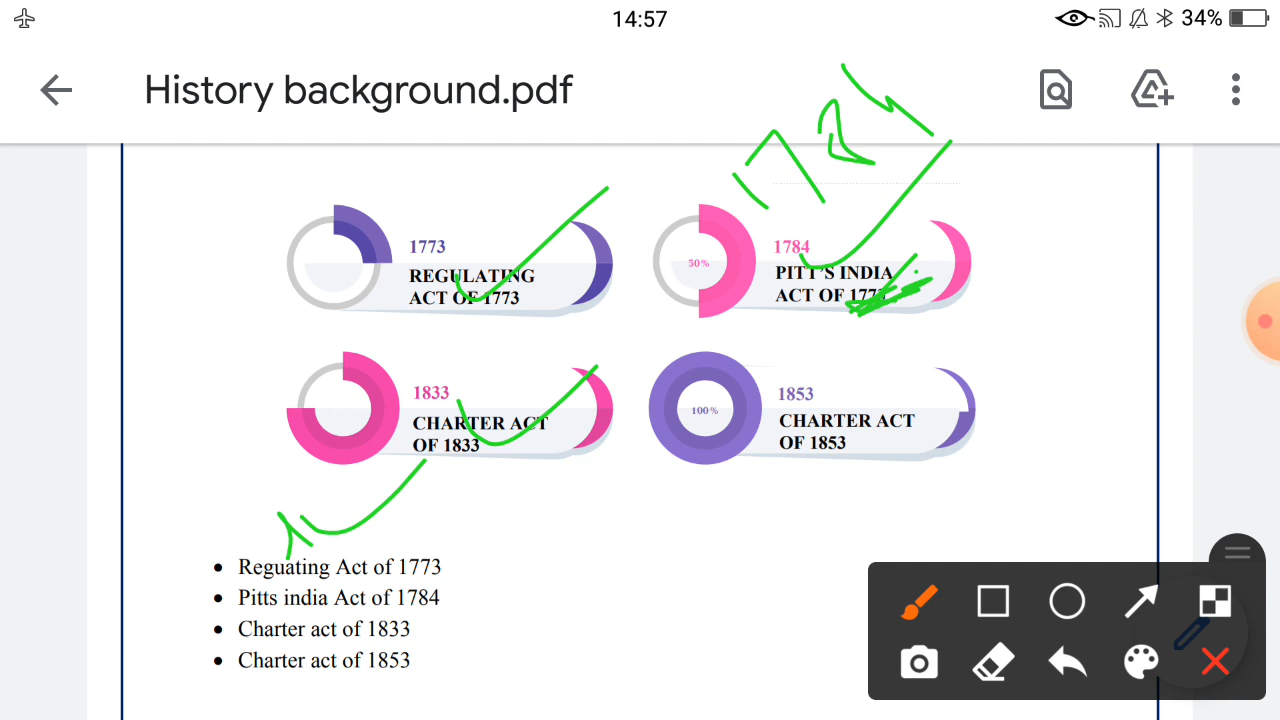 14:57
34%
History background.pdf
1773
REGULATING
ACT OF 1773
50%
1784
PITT'S INDIA
ACT OF
1833
CHARTER ACT
OF 1833
100%
1853
CHARTER ACT
OF 1853
Reguating Act of 1773
Pitts india Act of 1784
Charter act of 1833
Charter act of 1853